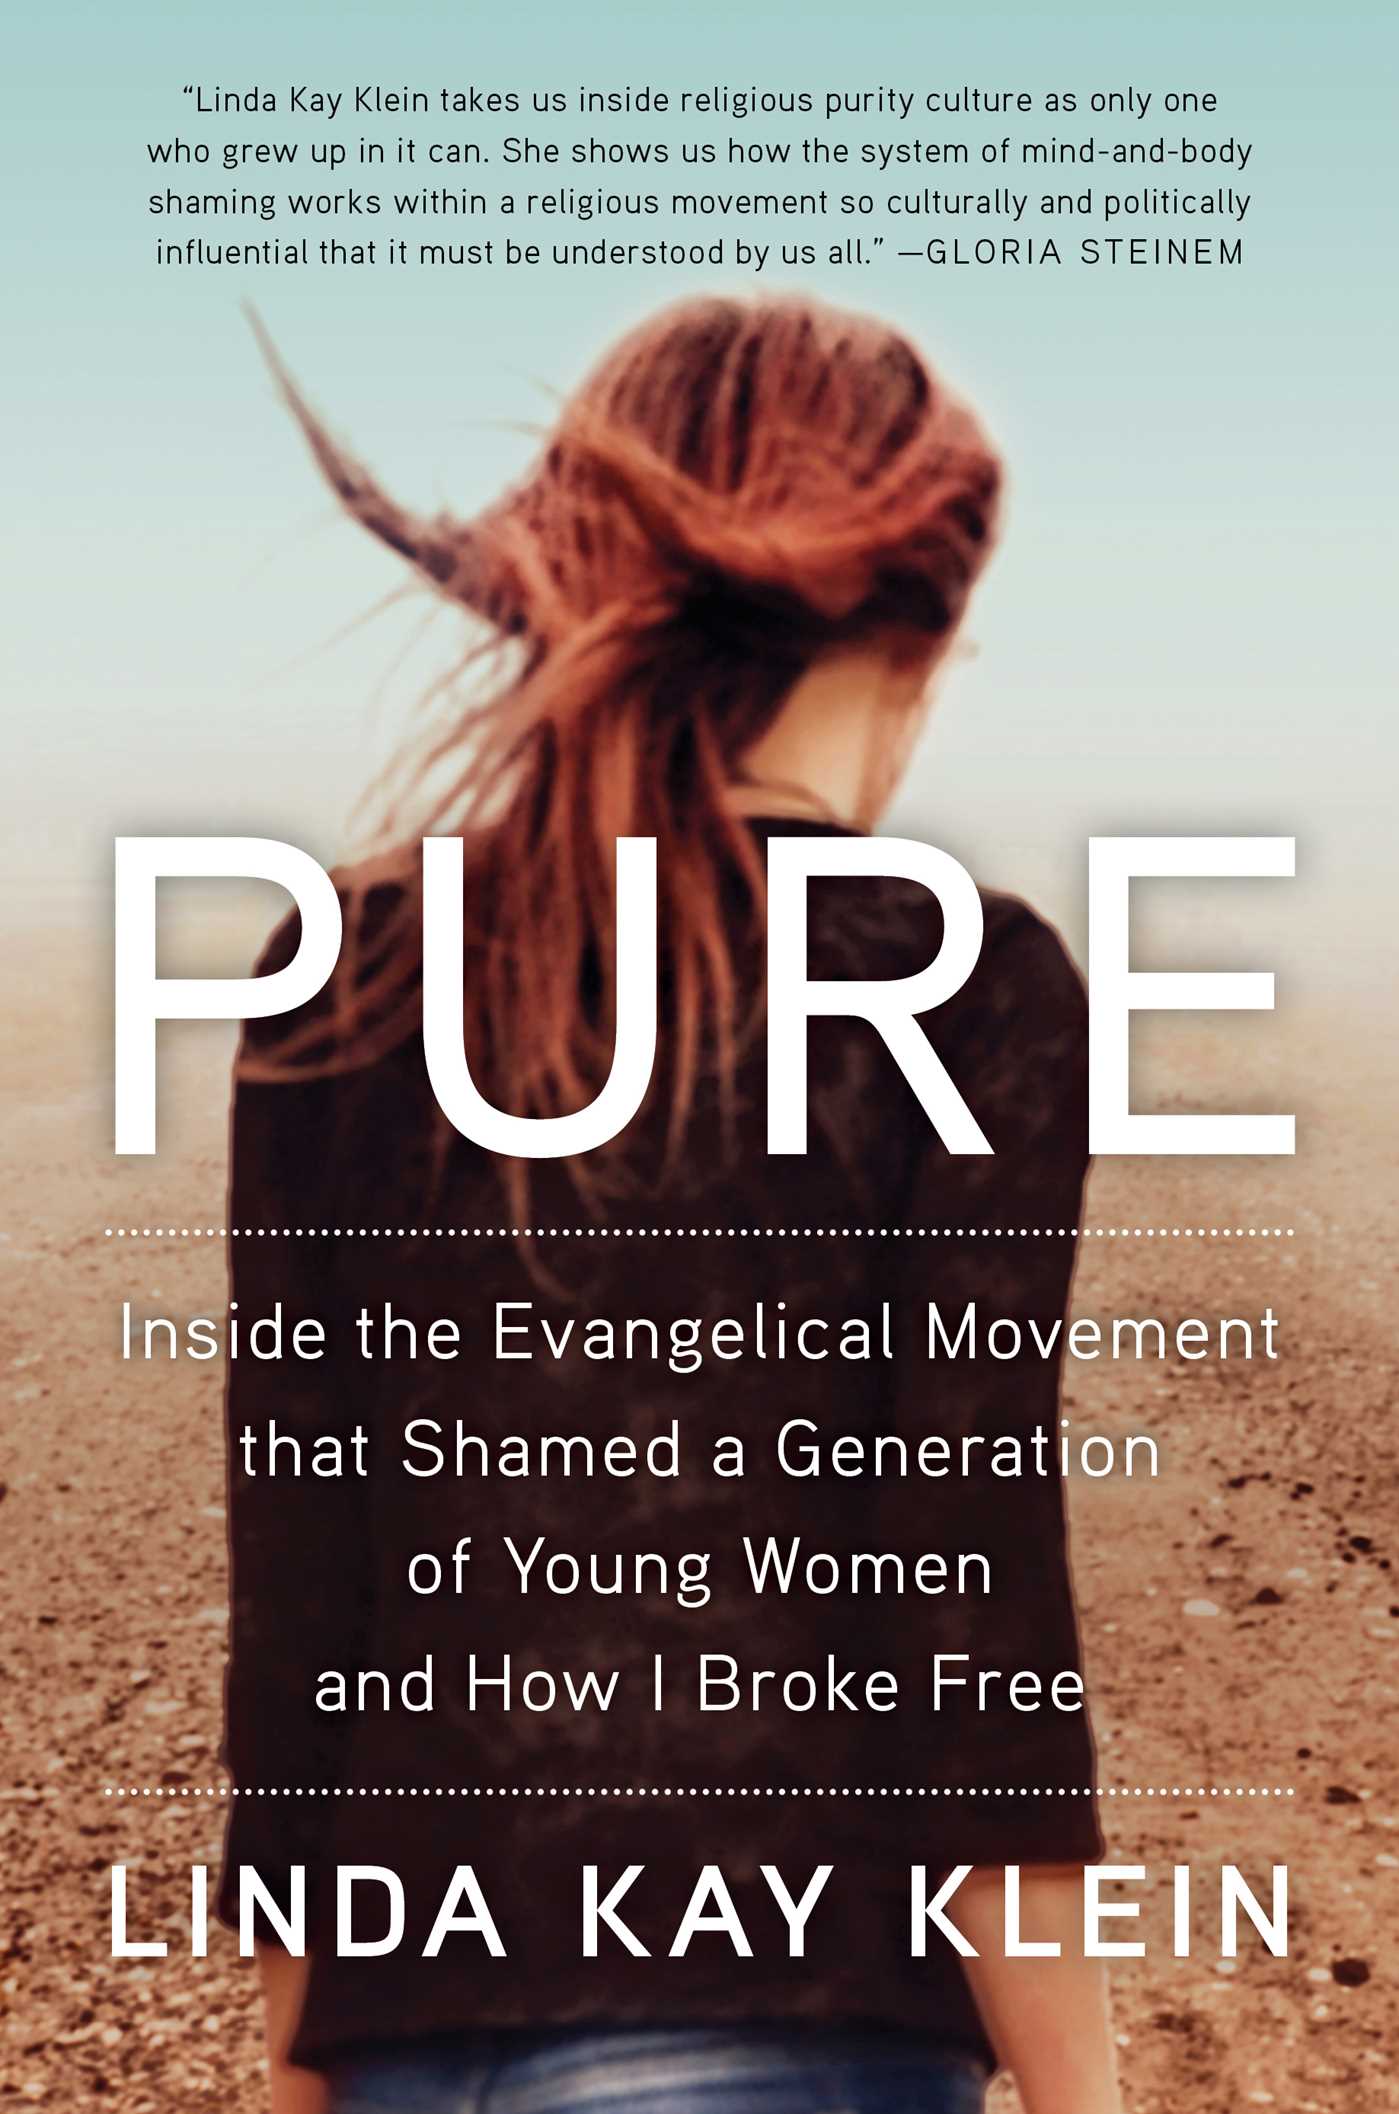 “Linda Kay Klein takes us inside religious purity culture as only one
who grew up in it can. She shows us how the system of mind-and-body
shaming works within a religious movement so culturally and politically
influential that it must be understood by us all.” —GLORIA STEINEM
PURE
Inside the Evangelical Movement
that Shamed a Generation
of Young Women
and How I Broke Free
LINDA KAY KLEIN